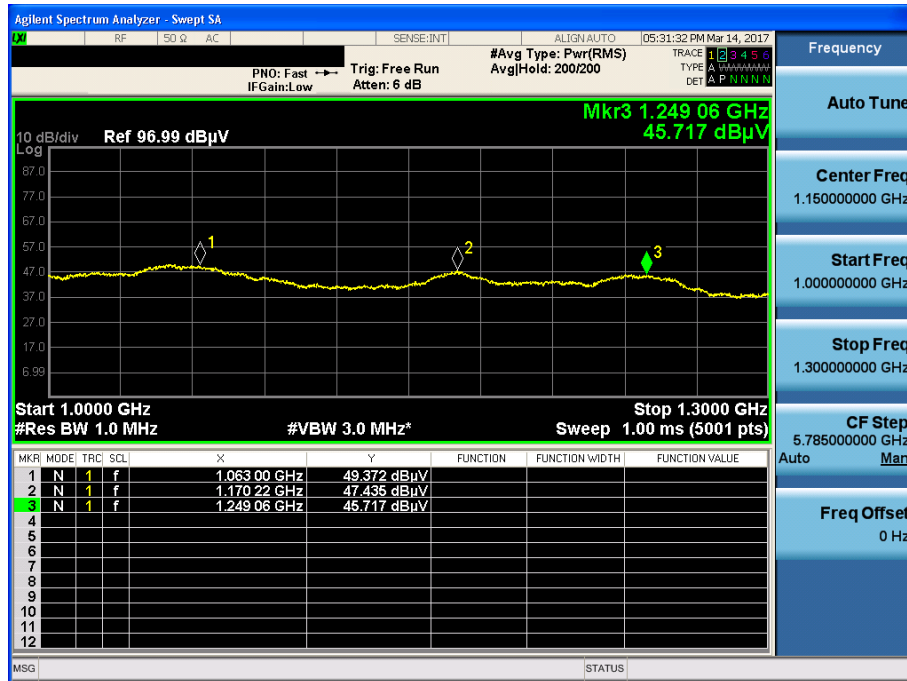 Agilent Spectrum Analyzer - Swept SA
LXI RF 50 Ω AC SENSE:INT ALIGN AUTO 05:31:32 PM Mar 14, 2017
PNO: Fast Trig: Free Run #Avg Type: Pwr(RMS) TRACE 1 2 3 4 5 6
IFGain:Low Atten: 6 dB Avg|Hold: 200/200 TYPE A WWWWW
DET A P N N N N
Mkr3 1.249 06 GHz
45.717 dBµV
10 dB/div Ref 96.99 dBµV
Log
87.0
77.0
67.0
57.0
47.0
37.0
27.0
17.0
6.99
1
2
3
Start 1.0000 GHz Stop 1.3000 GHz
#Res BW 1.0 MHz #VBW 3.0 MHz* Sweep 1.00 ms (5001 pts)
MKR MODE TRC SCL X Y FUNCTION FUNCTION WIDTH FUNCTION VALUE
1 N 1 f 1.063 00 GHz 49.372 dBµV
2 N 1 f 1.170 22 GHz 47.435 dBµV
3 N 1 f 1.249 06 GHz 45.717 dBµV
4
5
6
7
8
9
10
11
12
MSG STATUS
Frequency
Auto Tune
Center Freq
1.150000000 GHz
Start Freq
1.000000000 GHz
Stop Freq
1.300000000 GHz
CF Step
5.785000000 GHz
Auto Man
Freq Offset
0 Hz